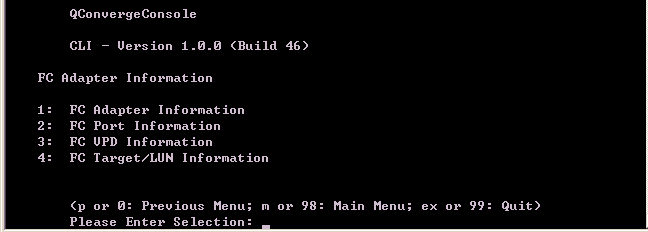 QConvergeConsole
CLI - Version 1.0.0 (Build 46)
FC Adapter Information
1: FC Adapter Information
2: FC Port Information
3: FC VPD Information
4: FC Target/LUN Information
(p or 0: Previous Menu; m or 98: Main Menu; ex or 99: Quit)
Please Enter Selection: _